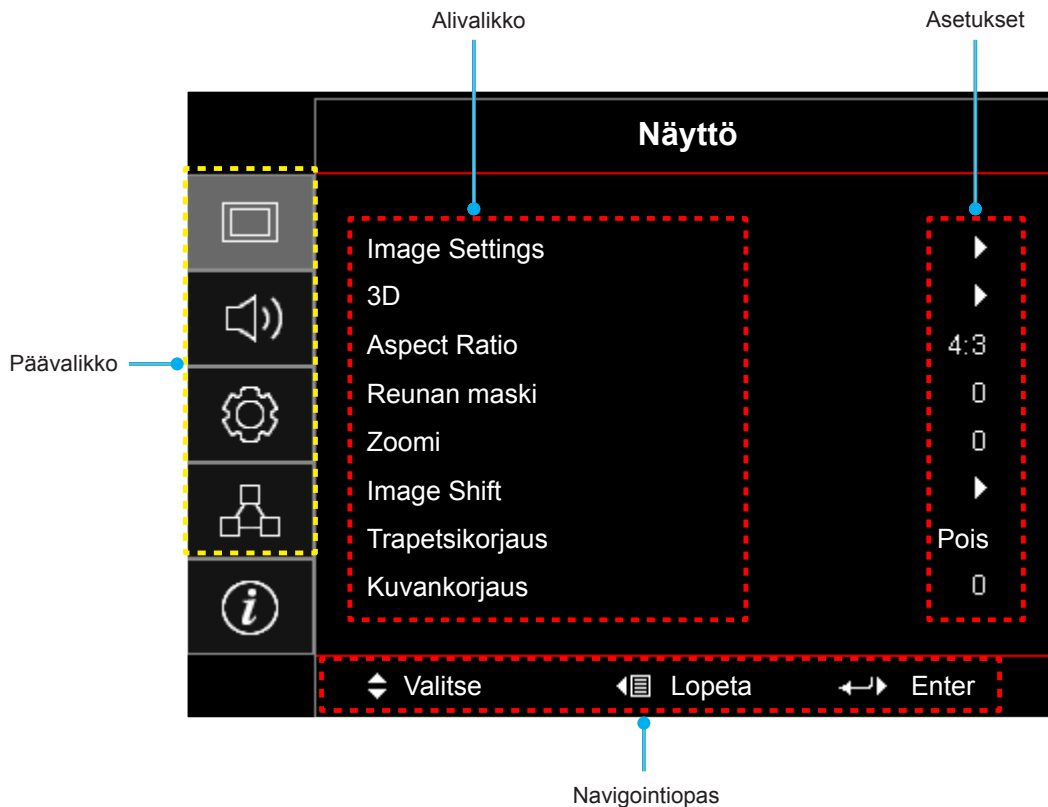 Alivalikko
Asetukset
Näyttö
Image Settings
3D
Aspect Ratio 4:3
Päävalikko
Reunan maski 0
Zoomi 0
Image Shift
Trapetsikorjaus Pois
Kuvankorjaus 0
Valitse Lopeta Enter
Navigointiopas